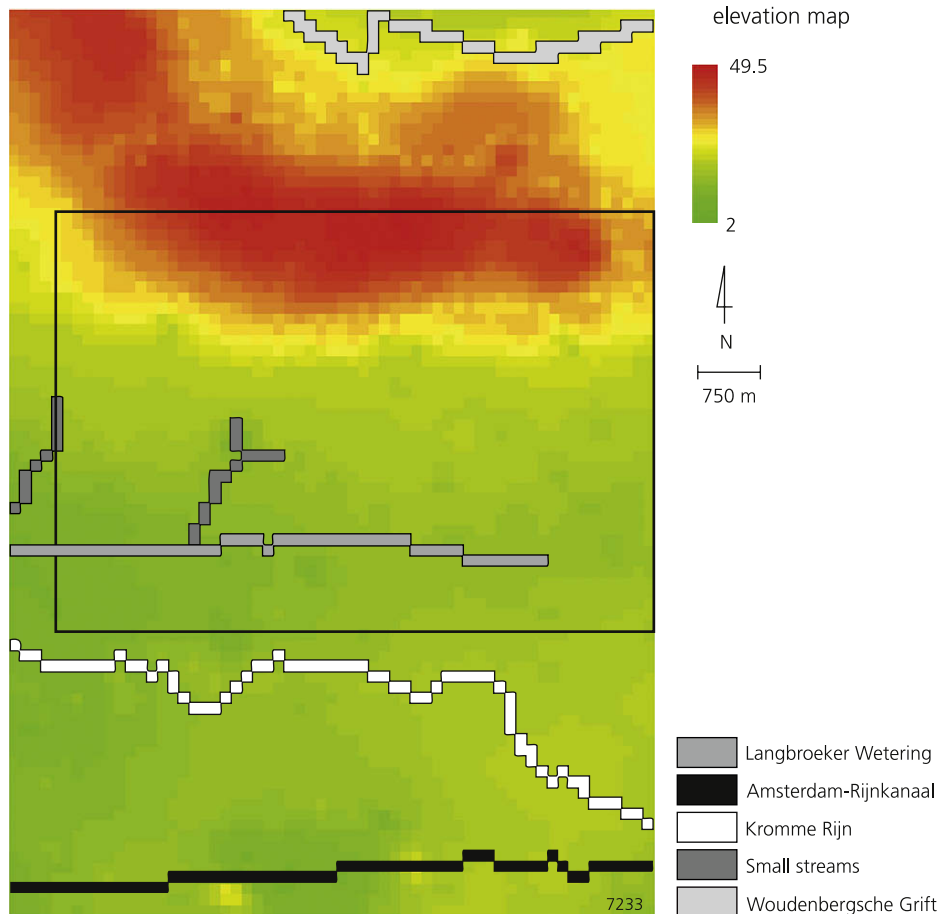 elevation map
49.5
2
N
750 m
Langbroeker Wetering
Amsterdam-Rijnkanaal
Kromme Rijn
Small streams
Woudenbergsche Grift
7233